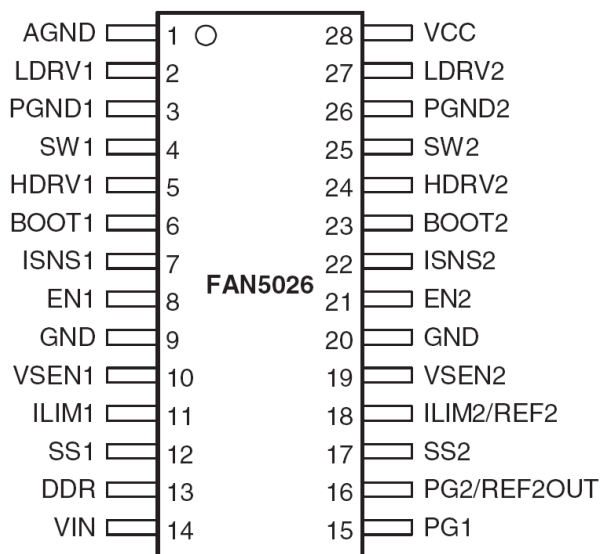 AGND 1 28 VCC
LDRV1 2 27 LDRV2
PGND1 3 26 PGND2
SW1 4 25 SW2
HDRV1 5 24 HDRV2
BOOT1 6 23 BOOT2
ISNS1 7 22 ISNS2
FAN5026
EN1 8 21 EN2
GND 9 20 GND
VSEN1 10 19 VSEN2
ILIM1 11 18 ILIM2/REF2
SS1 12 17 SS2
DDR 13 16 PG2/REF2OUT
VIN 14 15 PG1